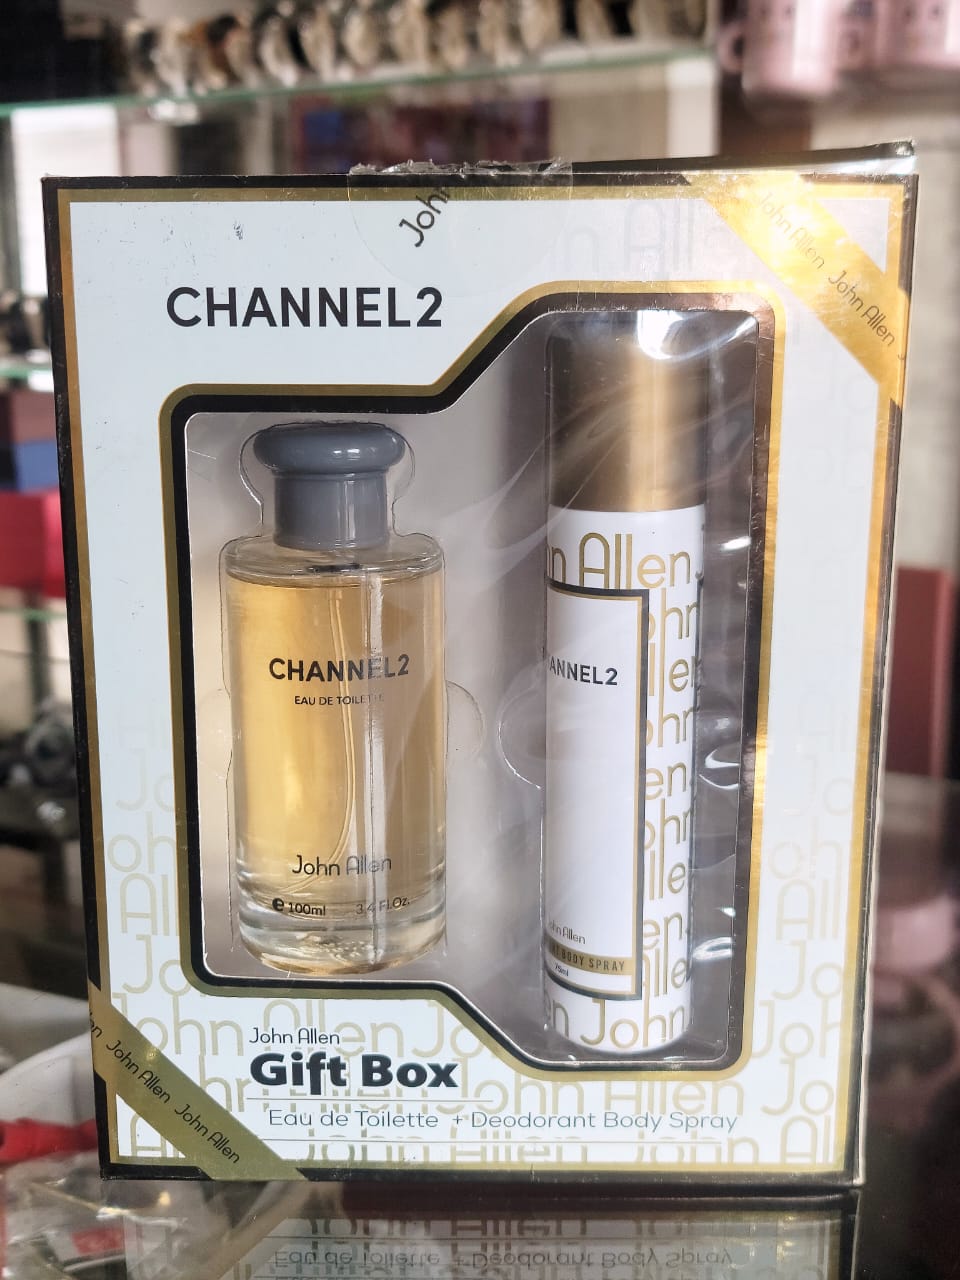 John
John Allen John Allen
CHANNEL2
CHANNEL2
EAU DE TOILETTE
John Allen
e 100ml 3.4 Fl.Oz.
John Allen
ANNEL2
John Allen
BODY SPRAY
75ml
John
John Allen
Gift Box
Eau de Toilette + Deodorant Body Spray
John Allen John Allen